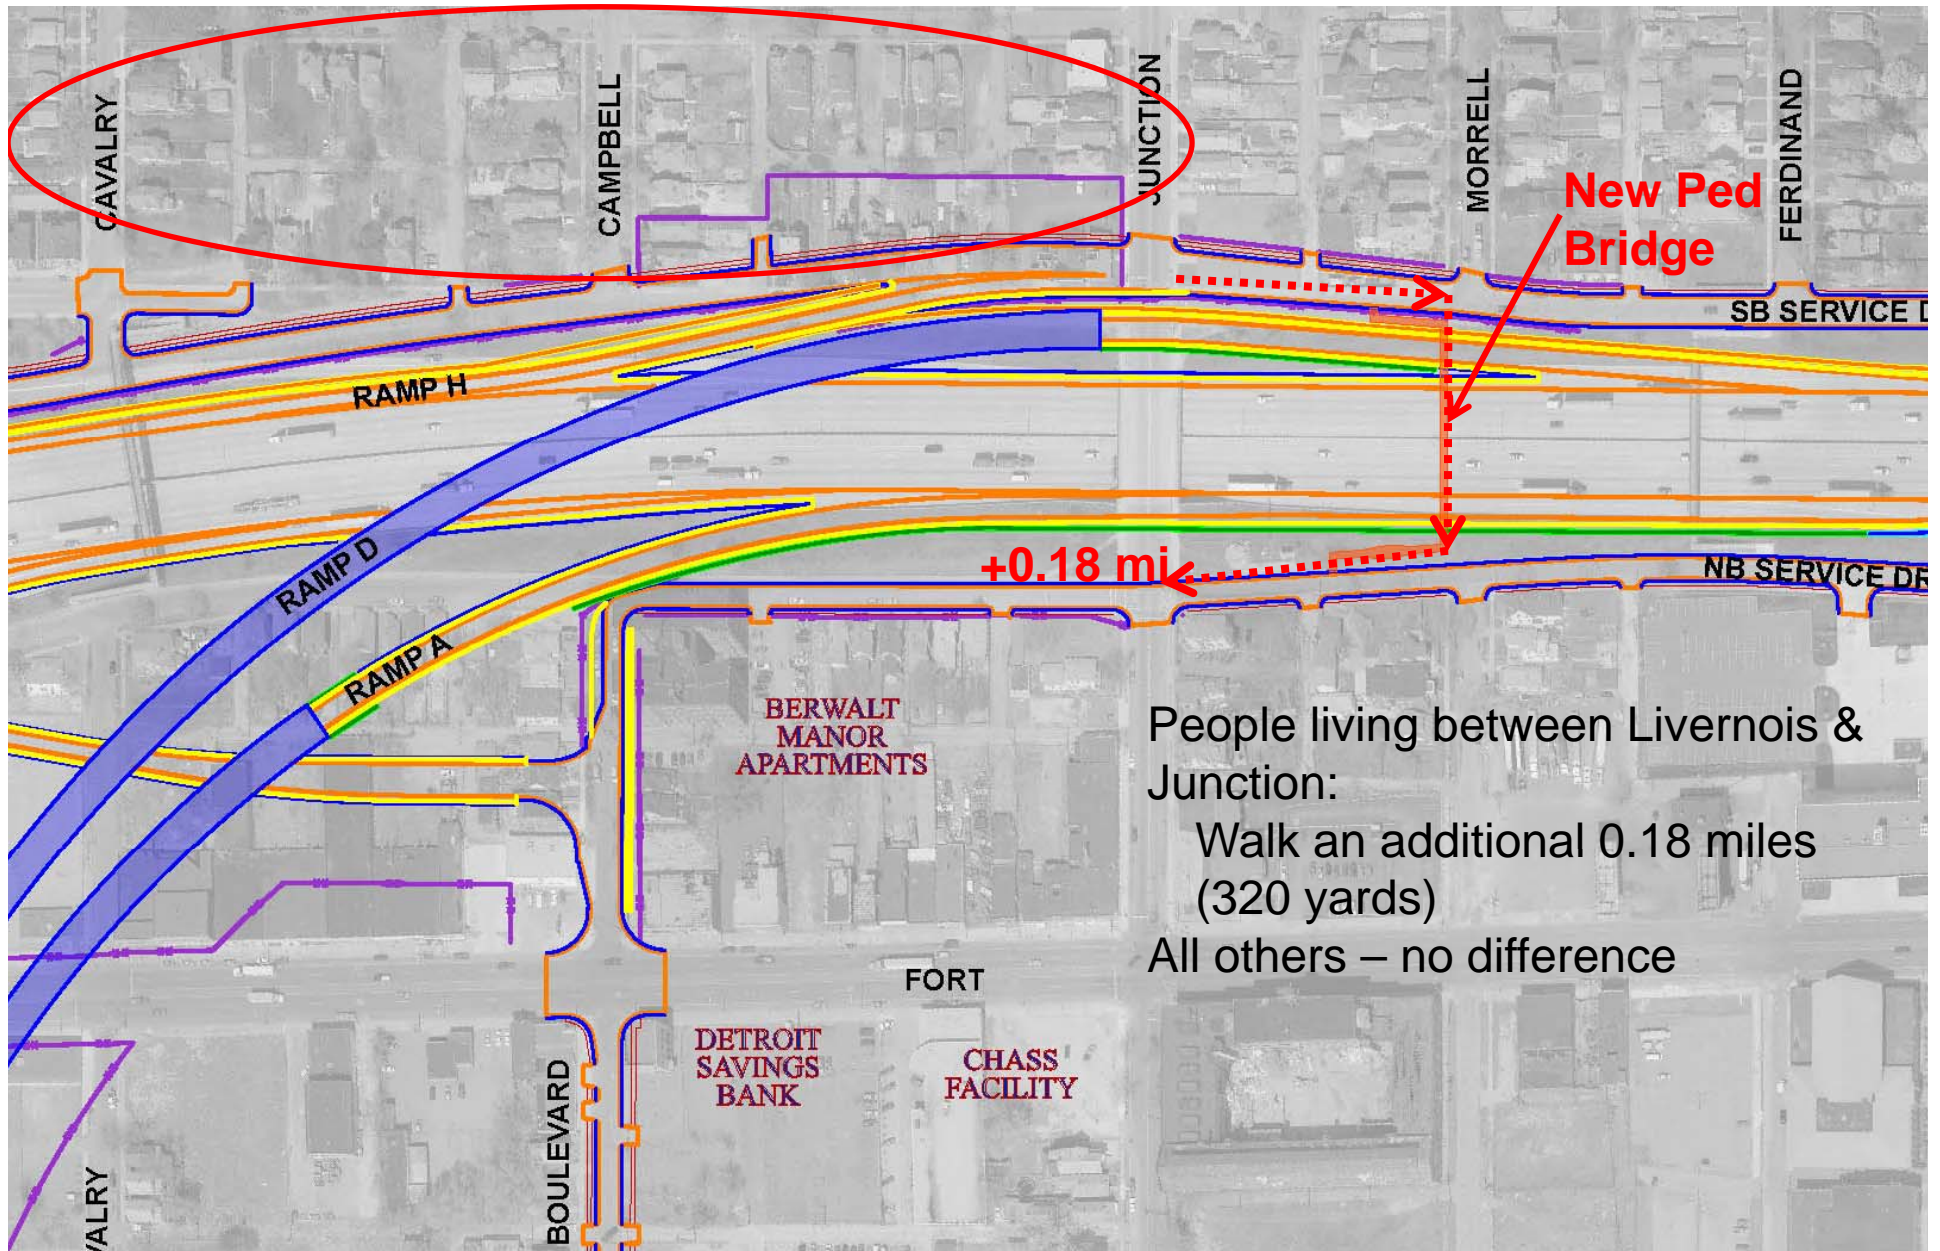 CAVALRY
CAMPBELL
JUNCTION
MORRELL
FERDINAND
New Ped
Bridge
SB SERVICE D
RAMP H
RAMP D
+0.18 mi
NB SERVICE DR
RAMP A
BERWALT
MANOR
APARTMENTS
People living between Livernois &
Junction:
Walk an additional 0.18 miles
(320 yards)
All others – no difference
FORT
DETROIT
SAVINGS
BANK
CHASS
FACILITY
BOULEVARD
VALRY